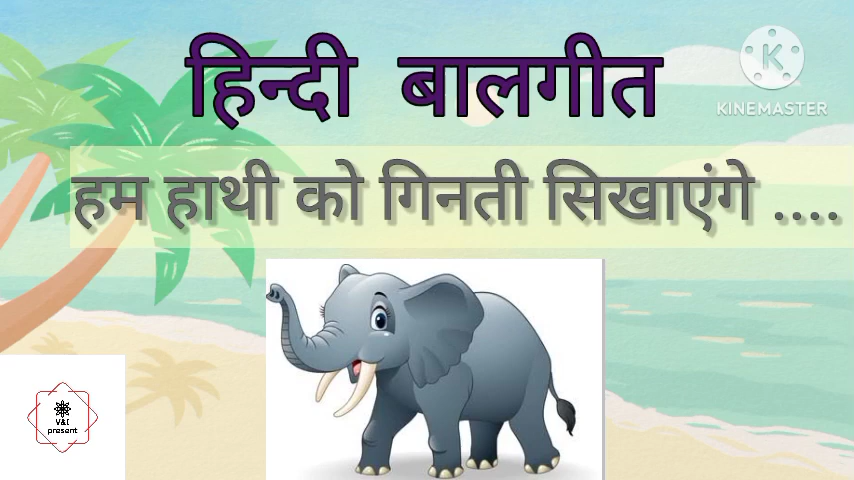 हिन्दी बालगीत
KINEMASTER
हम हाथी को गिनती सिखाएंगे ....
V&I
present